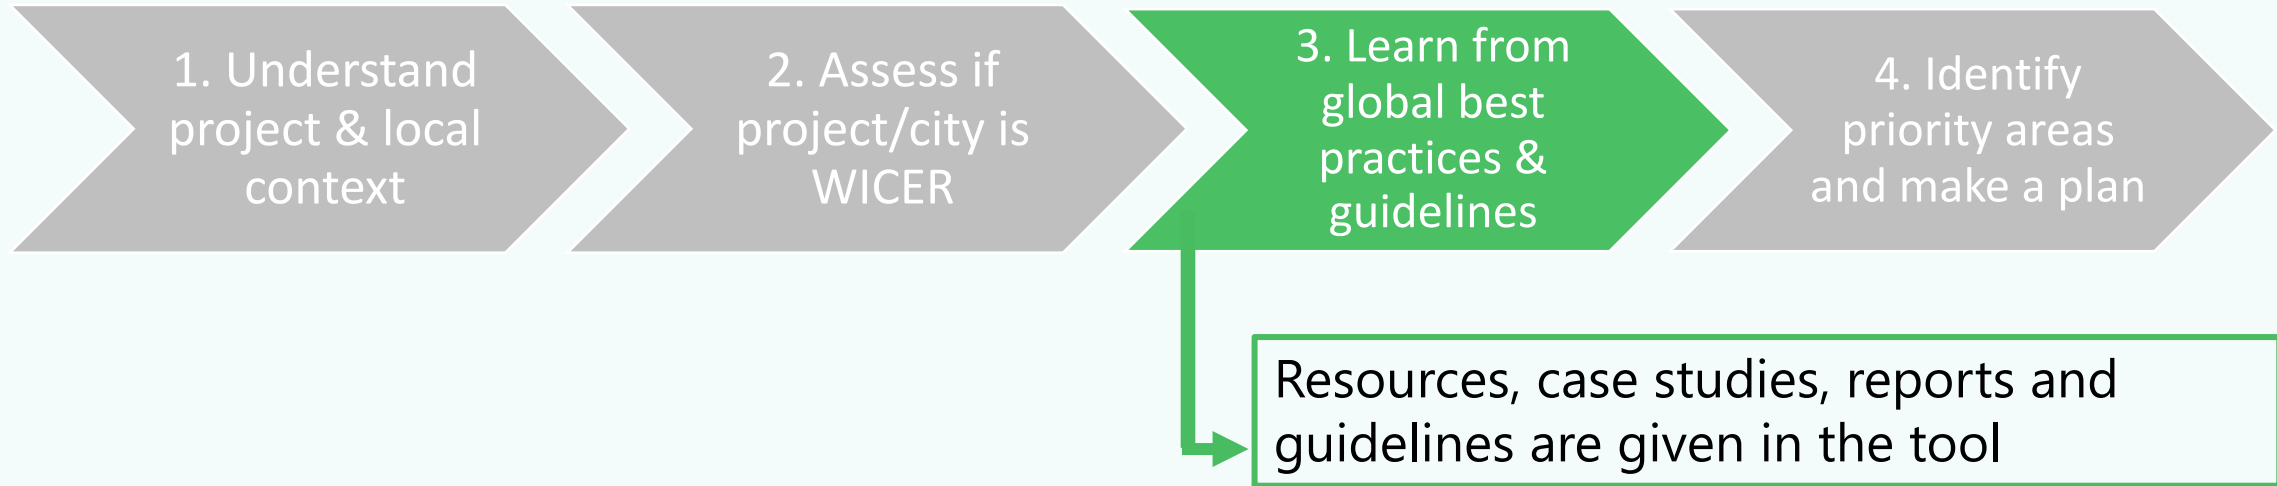 1. Understand
project & local
context
2. Assess if
project/city is
WICER
3. Learn from
global best
practices &
guidelines
4. Identify
priority areas
and make a plan
Resources, case studies, reports and
guidelines are given in the tool